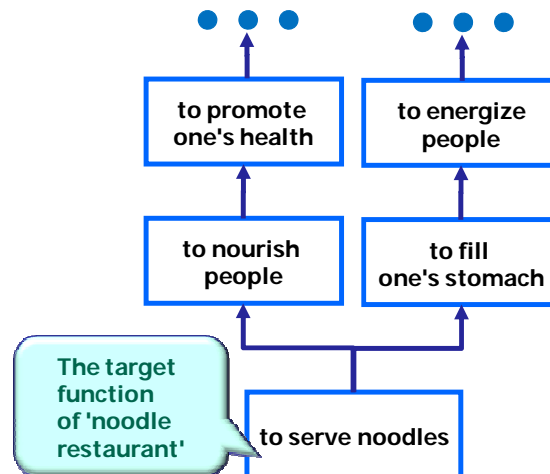 to promote
one's health
to energize
people
to nourish
people
to fill
one's stomach
The target
function
of 'noodle
restaurant'
to serve noodles